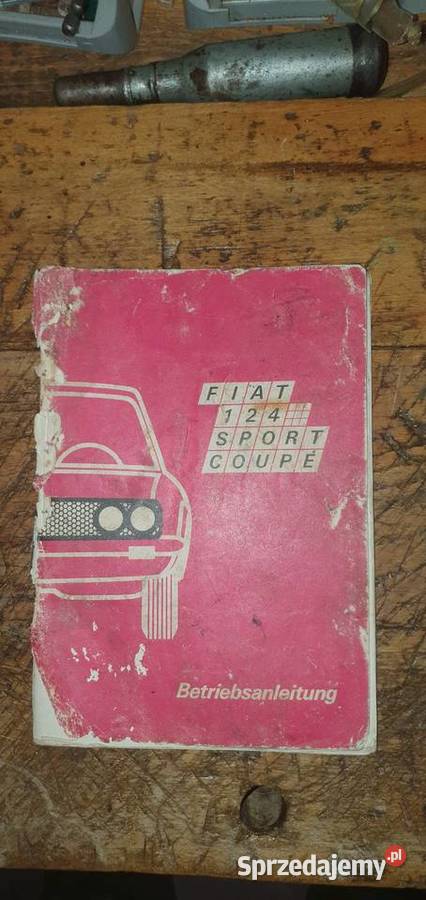 FIAT
124
SPORT
COUPÉ
Betriebsanleitung
Sprzedajemy.pl